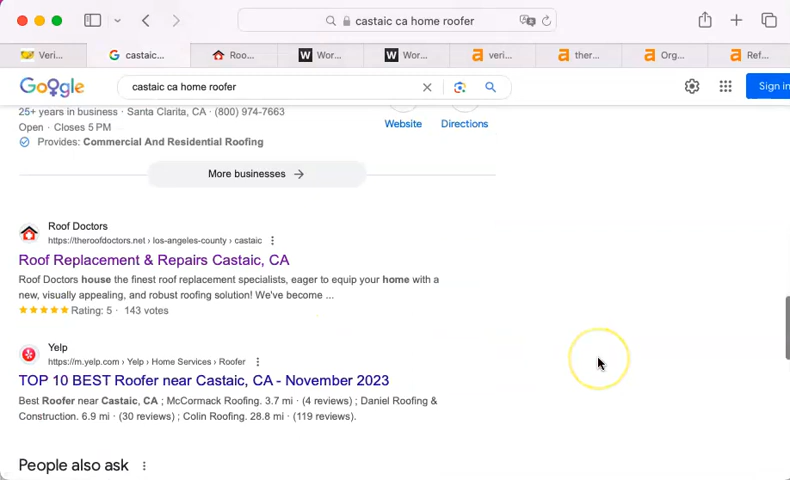 castaic ca home roofer
Veri...
castaic...
Roo...
Wor...
Wor...
veri...
ther...
Org...
Ref...
Google
castaic ca home roofer
Sign in
25+ years in business · Santa Clarita, CA · (800) 974-7663
Open · Closes 5 PM
Provides: Commercial And Residential Roofing
Website
Directions
More businesses
Roof Doctors
https://theroofdoctors.net › los-angeles-county › castaic
Roof Replacement & Repairs Castaic, CA
Roof Doctors house the finest roof replacement specialists, eager to equip your home with a
new, visually appealing, and robust roofing solution! We've become ...
Rating: 5 · 143 votes
Yelp
https://m.yelp.com › Yelp › Home Services › Roofer
TOP 10 BEST Roofer near Castaic, CA - November 2023
Best Roofer near Castaic, CA ; McCormack Roofing. 3.7 mi · (4 reviews) ; Daniel Roofing &
Construction. 6.9 mi · (30 reviews) ; Colin Roofing. 28.8 mi · (119 reviews).
People also ask